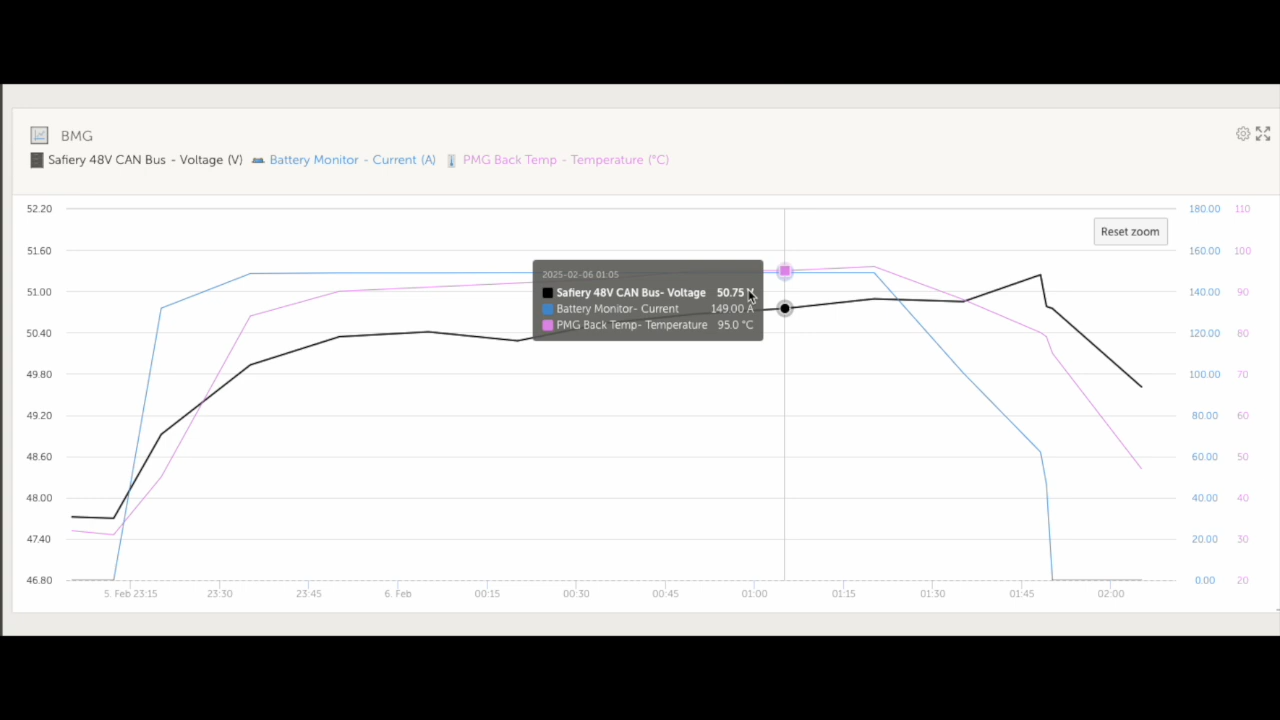 BMG
Safiery 48V CAN Bus - Voltage (V) Battery Monitor - Current (A) PMG Back Temp - Temperature (°C)
52.20 180.00 110
Reset zoom
51.60 160.00 100
2025-02-06 01:05
51.00 Safiery 48V CAN Bus- Voltage 50.75 140.00 90
Battery Monitor- Current 149.00 A
PMG Back Temp- Temperature 95.0 °C
50.40 120.00 80
49.80 100.00 70
49.20 80.00 60
48.60 60.00 50
48.00 40.00 40
47.40 20.00 30
46.80 0.00 20
5. Feb 23:15 23:30 23:45 6. Feb 00:15 00:30 00:45 01:00 01:15 01:30 01:45 02:00